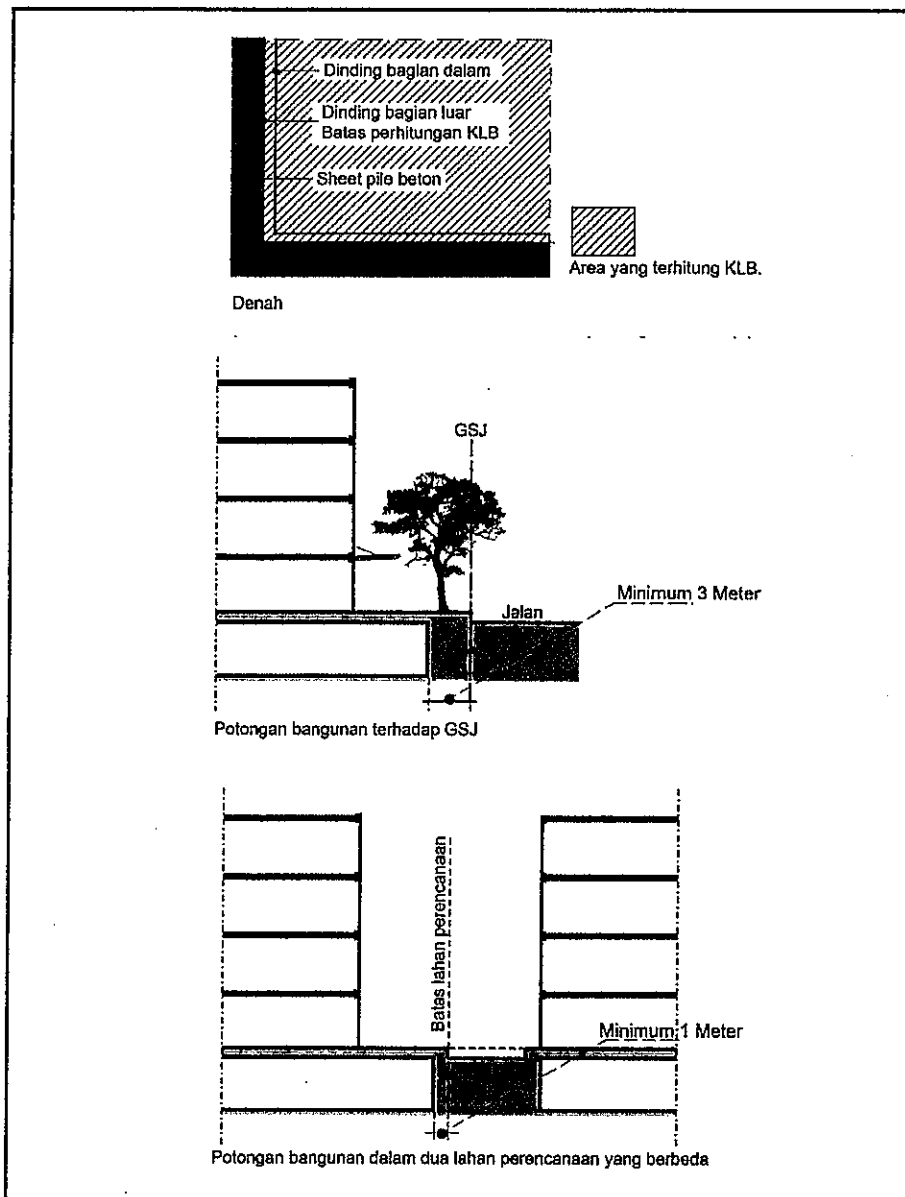 Dinding bagian dalam
Dinding bagian luar
Batas perhitungan KLB
Sheet pile beton
Area yang terhitung KLB.
Denah
GSJ
Minimum 3 Meter
Jalan
Potongan bangunan terhadap GSJ
Batas lahan perencanaan
Minimum 1 Meter
Potongan bangunan dalam dua lahan perencanaan yang berbeda